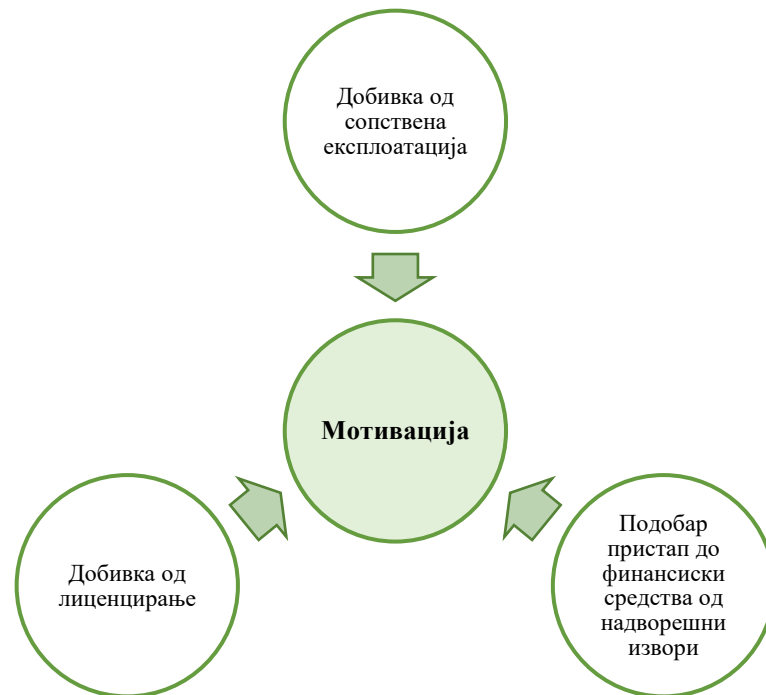 Добивка од
сопствена
експлоатација
Мотивација
Добивка од
лиценцирање
Подобар
пристап до
финансиски
средства од
надворешни
извори